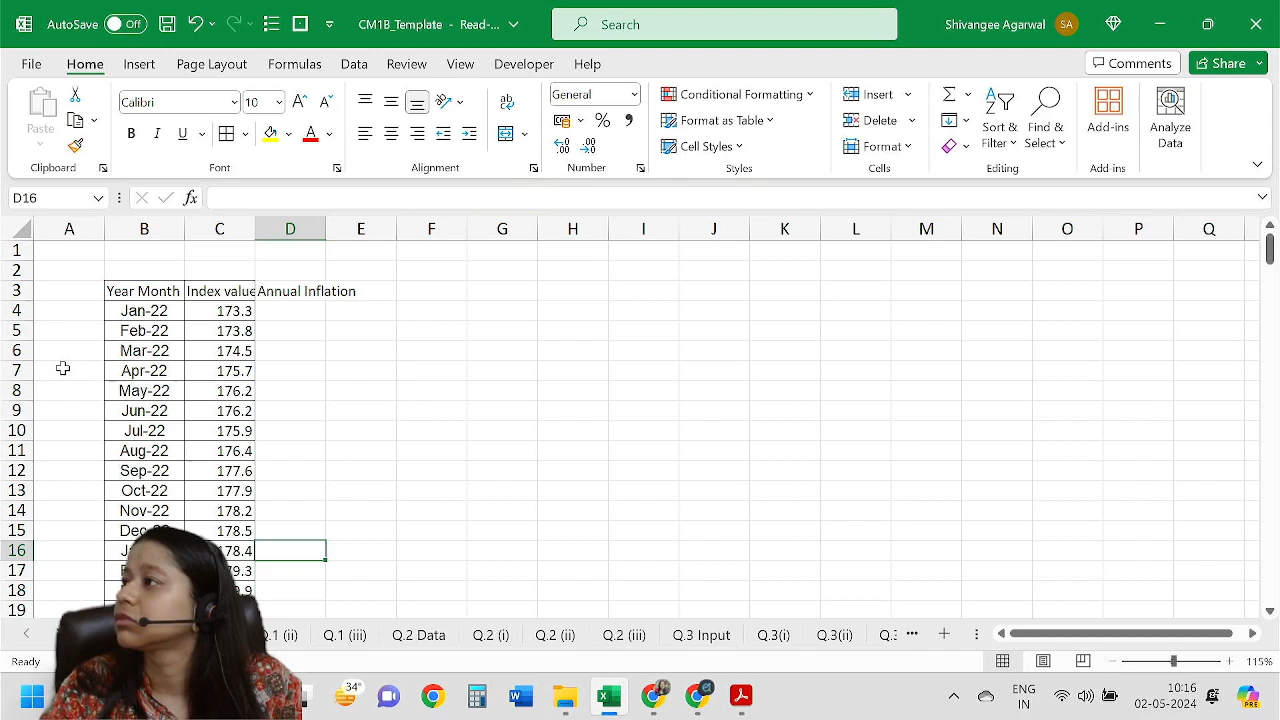 AutoSave Off CM1B_Template - Read-... Search Shivangee Agarwal SA
File Home Insert Page Layout Formulas Data Review View Developer Help Comments Share
Paste Calibri 10 General Conditional Formatting Insert Sort & Filter Find & Select Add-ins Analyze Data
B I U A % Format as Table Delete
Cell Styles Format
Clipboard Font Alignment Number Styles Cells Editing Add-ins
D16 fx
A B C D E F G H I J K L M N O P Q
1
2
3 Year Month Index value Annual Inflation
4 Jan-22 173.3
5 Feb-22 173.8
6 Mar-22 174.5
7 Apr-22 175.7
8 May-22 176.2
9 Jun-22 176.2
10 Jul-22 175.9
11 Aug-22 176.4
12 Sep-22 177.6
13 Oct-22 177.9
14 Nov-22 178.2
15 Dec-22 178.5
16 178.4
17
18
19
(ii) Q.1 (iii) Q.2 Data Q.2 (i) Q.2 (ii) Q.2 (iii) Q.3 Input Q.3(i) Q.3(ii)
Ready 115%
34° ENG IN 10:16 02-05-2024 PRE